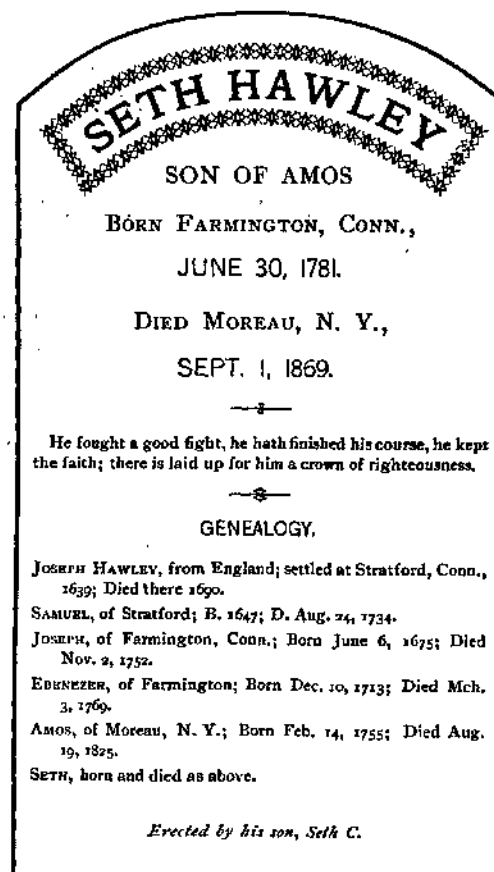 SETH HAWLEY
SON OF AMOS
BORN FARMINGTON, CONN.,
JUNE 30, 1781.
DIED MOREAU, N. Y.,
SEPT. 1, 1869.
He fought a good fight, he hath finished his course, he kept
the faith; there is laid up for him a crown of righteousness.
GENEALOGY.
JOSEPH HAWLEY, from England; settled at Stratford, Conn.,
1639; Died there 1690.
SAMUEL, of Stratford; B. 1647; D. Aug. 24, 1734.
JOSEPH, of Farmington, Conn.; Born June 6, 1675; Died
Nov. 2, 1752.
EBENEZER, of Farmington; Born Dec. 10, 1713; Died Mch.
3, 1769.
AMOS, of Moreau, N. Y.; Born Feb. 14, 1755; Died Aug.
19, 1825.
SETH, born and died as above.
Erected by his son, Seth C.